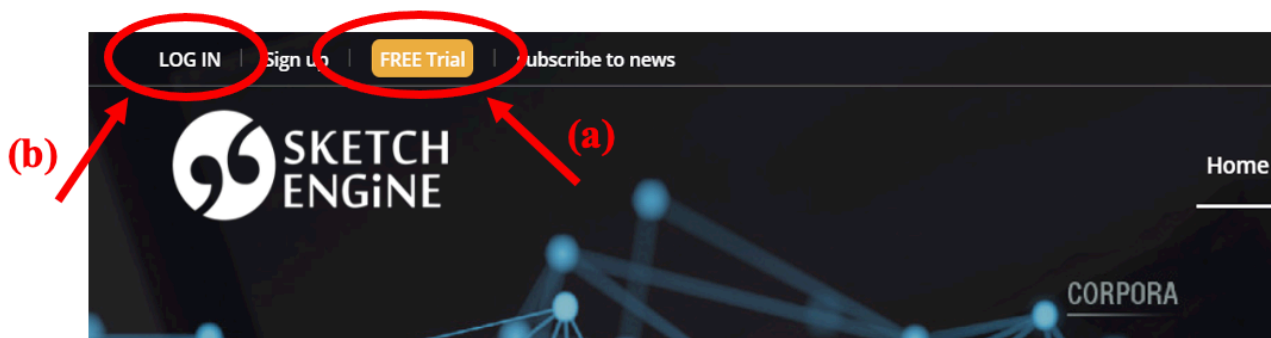 LOG IN Sign up FREE Trial subscribe to news
(b)
(a)
SKETCH
ENGiNE
Home
CORPORA